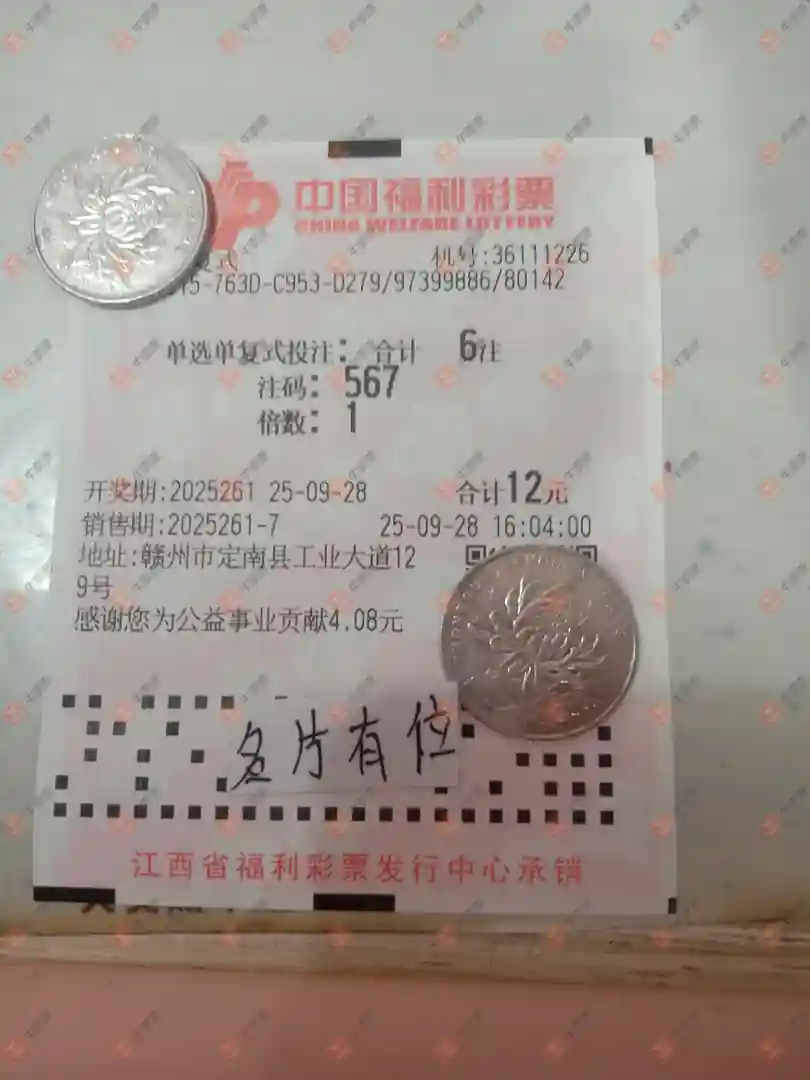 中国福利彩票
CHINA WELFARE LOTTERY
复式 机号:36111226
15-763D-C953-D279/97399886/80142
单选单复式投注: 合计 6注
注码: 567
倍数: 1
开奖期:2025261 25-09-28 合计12元
销售期:2025261-7 25-09-28 16:04:00
地址:赣州市定南县工业大道12
9号
感谢您为公益事业贡献4.08元
名片有位
江西省福利彩票发行中心承销